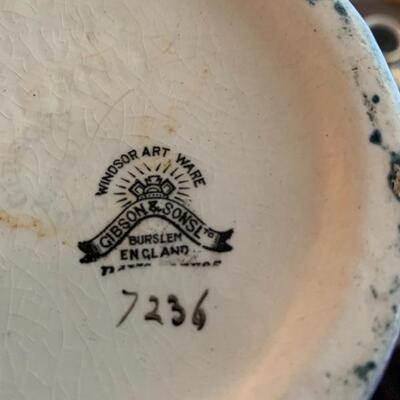 WINDSOR ART WARE
GIBSON & SONS LTD
BURSLEM
ENGLAND
7236